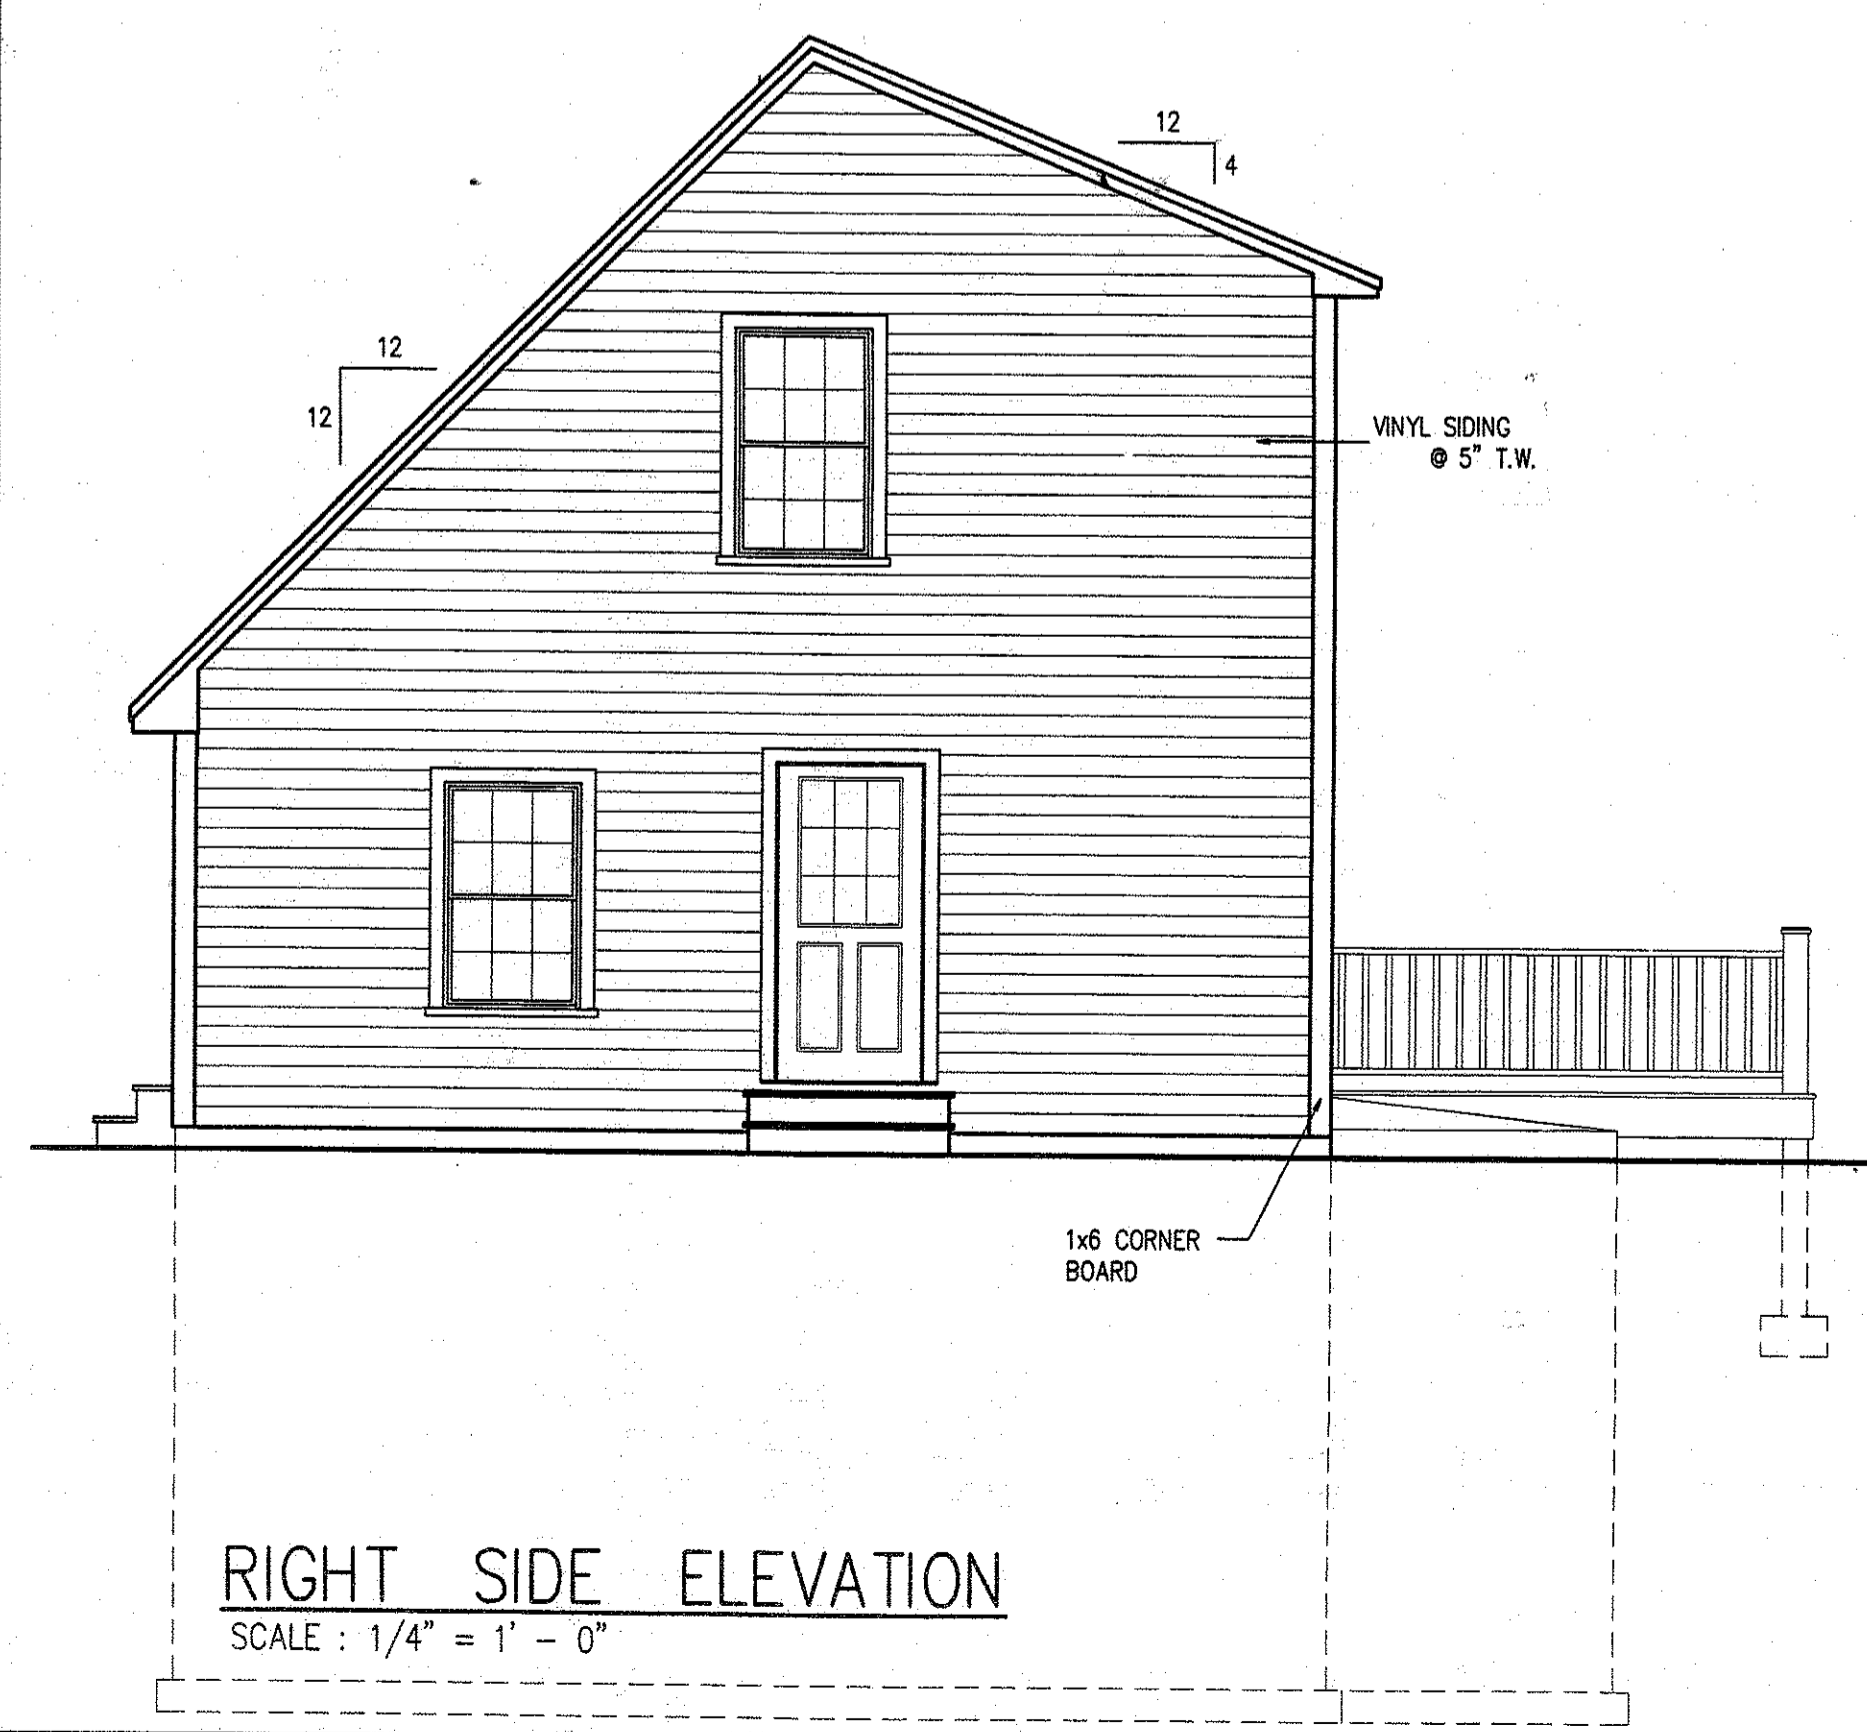 12
4
12
12
VINYL SIDING
@ 5" T.W.
1x6 CORNER
BOARD
RIGHT SIDE ELEVATION
SCALE : 1/4" = 1' - 0"